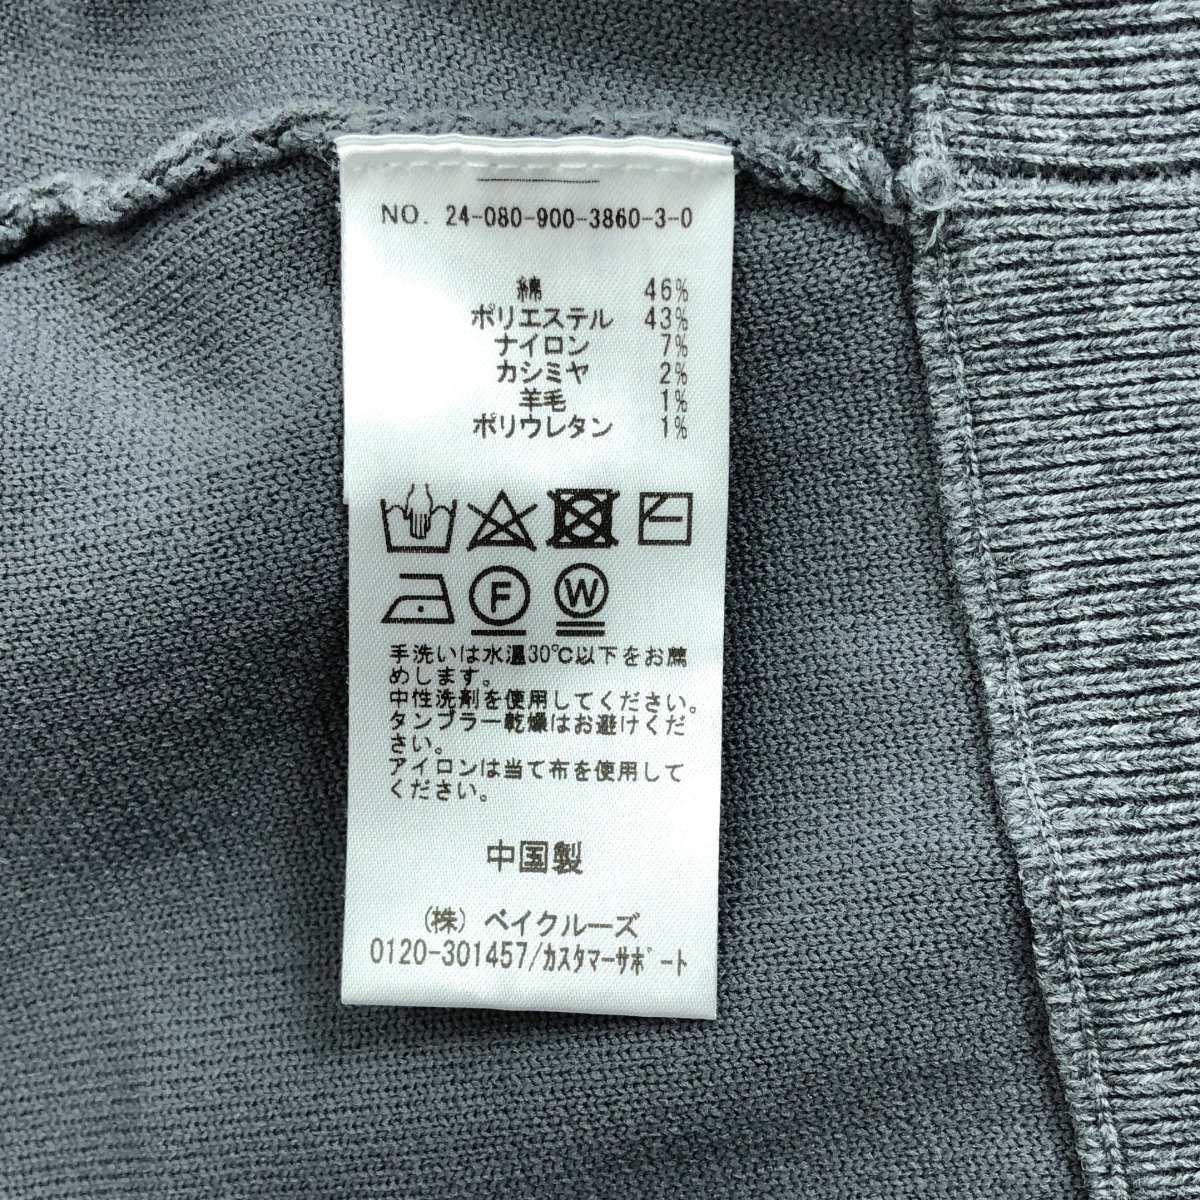 NO. 24-080-900-3860-3-0
綿 46%
ポリエステル 43%
ナイロン 7%
カシミヤ 2%
羊毛 1%
ポリウレタン 1%
F W
手洗いは水温30℃以下をお薦
めします。
中性洗剤を使用してください。
タンブラー乾燥はお避けくだ
さい。
アイロンは当て布を使用して
ください。
中国製
(株) ベイクルーズ
0120-301457/カスタマーサポート